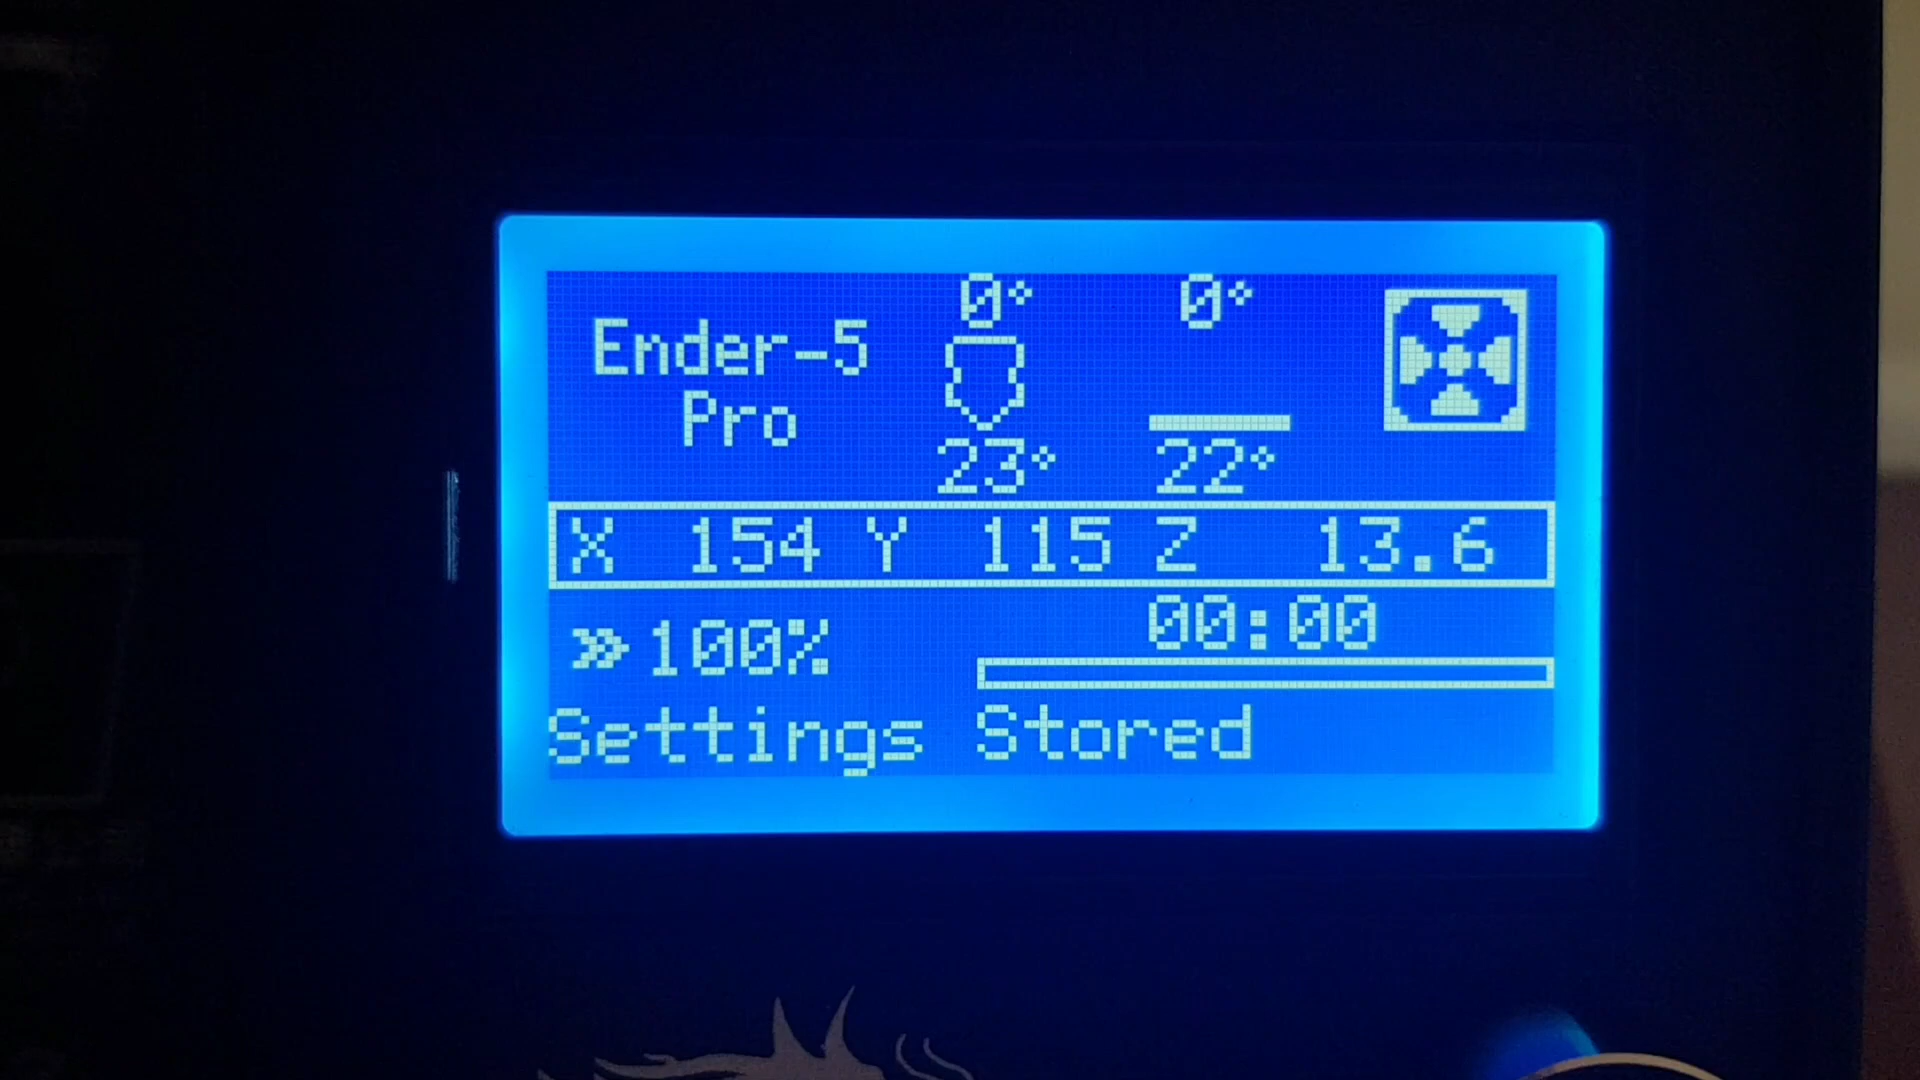 0° 0°
Ender-5
Pro
23° 22°
X 154 Y 115 Z 13.6
00:00
»100%
Settings Stored